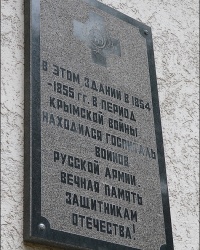 В ЭТОМ ЗДАНИИ В 1854
-1855 ГГ. В ПЕРИОД
КРЫМСКОЙ ВОЙНЫ
НАХОДИЛСЯ ГОСПИТАЛЬ
ВОИНОВ
РУССКОЙ АРМИИ.
ВЕЧНАЯ ПАМЯТЬ
ЗАЩИТНИКАМ
ОТЕЧЕСТВА!